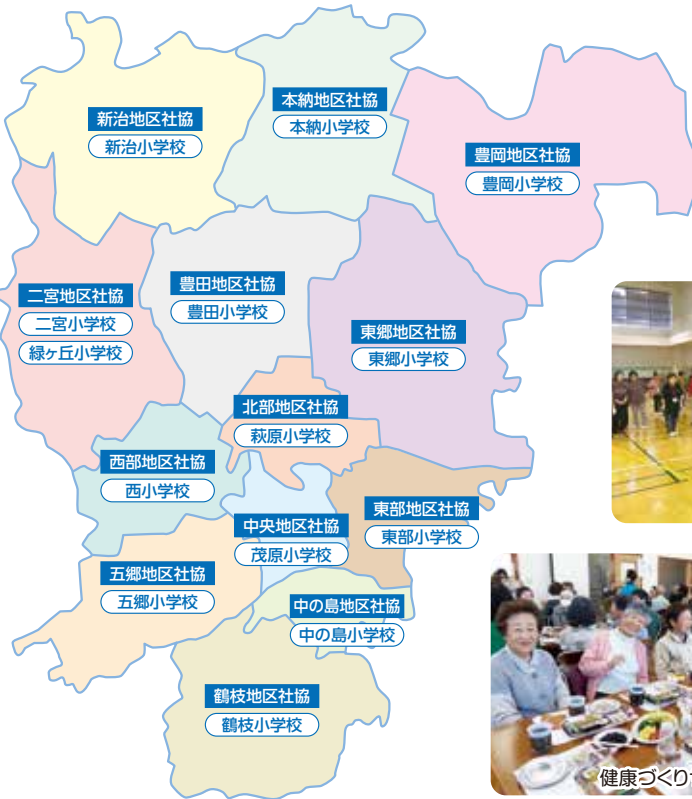 新治地区社協
新治小学校
本納地区社協
本納小学校
豊岡地区社協
豊岡小学校
二宮地区社協
二宮小学校
緑ヶ丘小学校
豊田地区社協
豊田小学校
東郷地区社協
東郷小学校
北部地区社協
萩原小学校
西部地区社協
西小学校
中央地区社協
茂原小学校
東部地区社協
東部小学校
五郷地区社協
五郷小学校
中の島地区社協
中の島小学校
鶴枝地区社協
鶴枝小学校
健康づくり